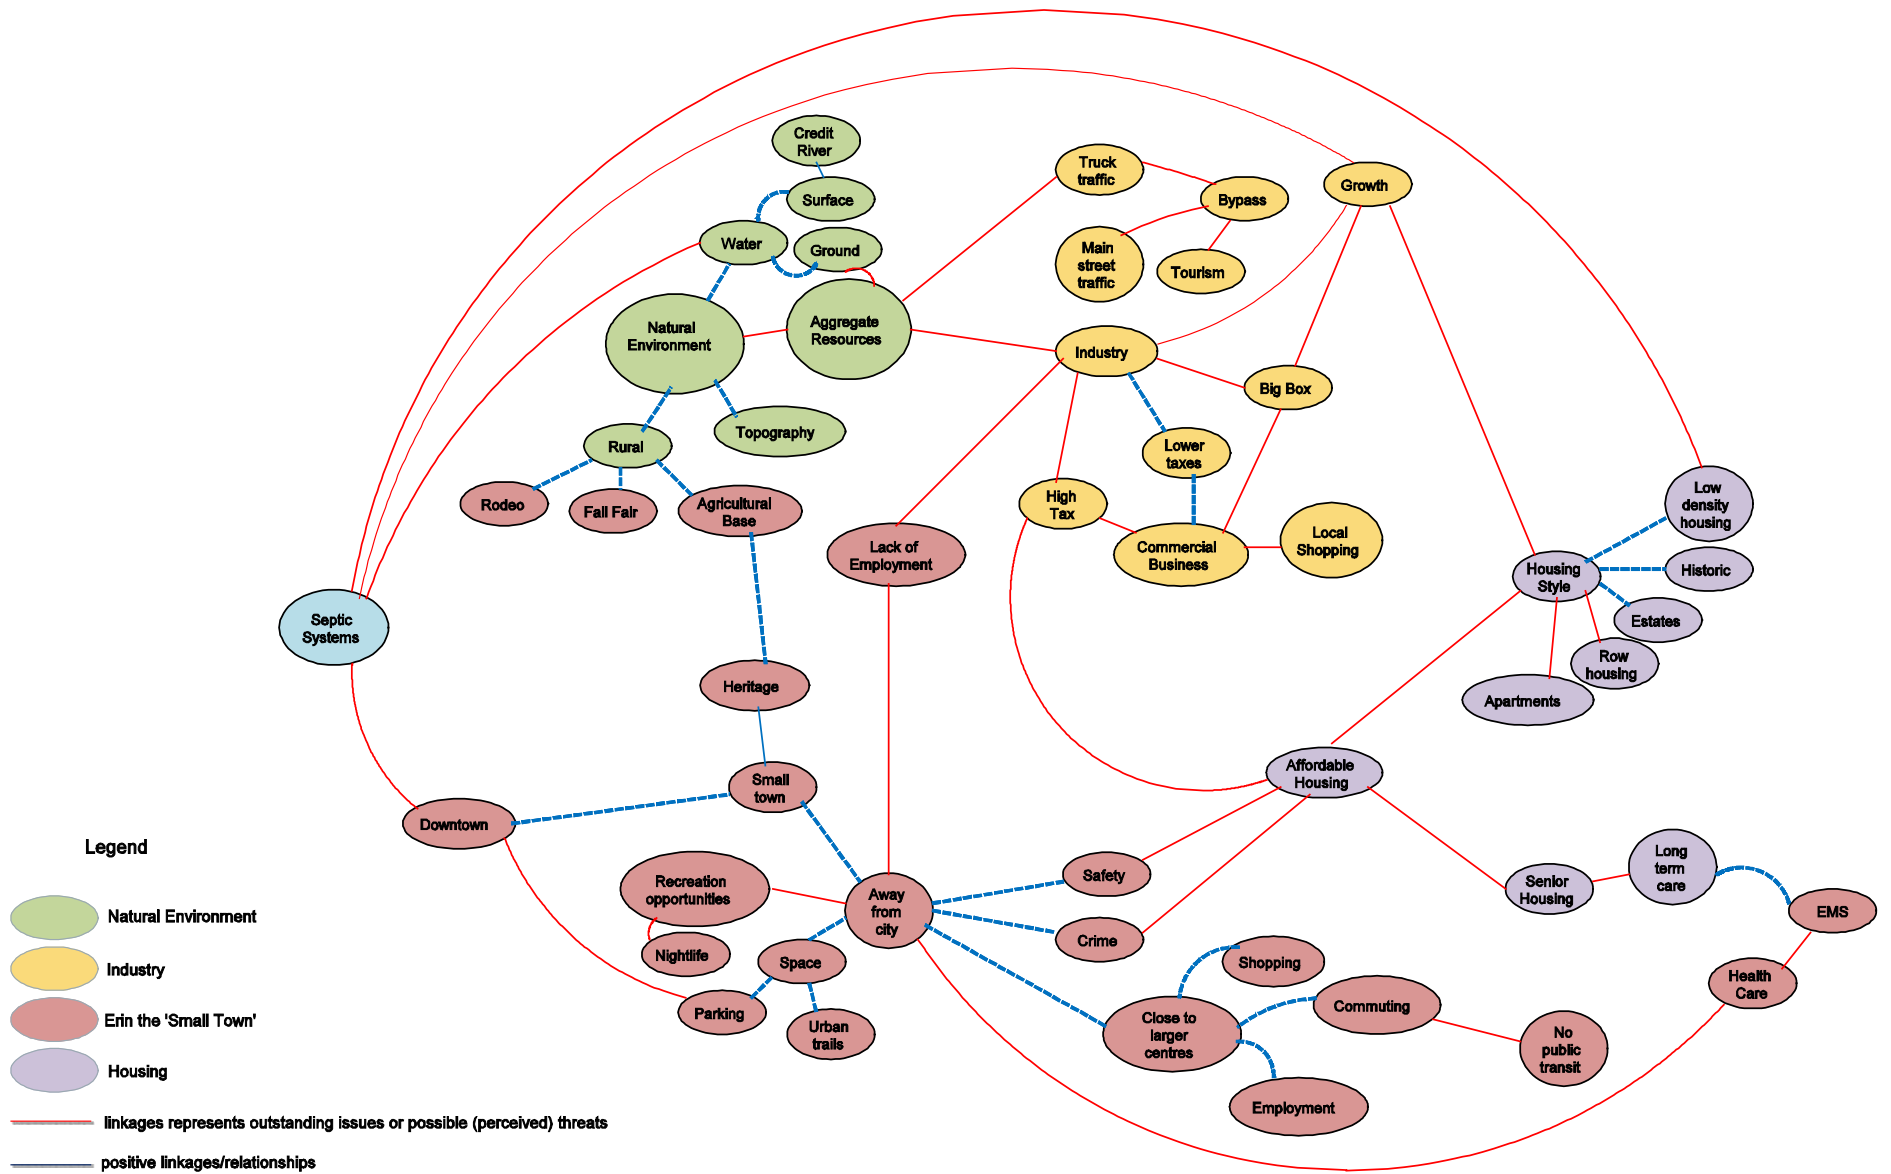 Credit
River
Surface
Water
Ground
Natural
Environment
Aggregate
Resources
Topography
Rural
Rodeo
Fall Fair
Agricultural
Base
Truck
traffic
Bypass
Main
street
traffic
Tourism
Growth
Industry
Big Box
Lower
taxes
High
Tax
Commercial
Business
Local
Shopping
Lack of
Employment
Low
density
housing
Housing
Style
Historic
Estates
Row
housing
Apartments
Septic
Systems
Heritage
Small
town
Downtown
Affordable
Housing
Recreation
opportunities
Nightlife
Away
from
city
Space
Parking
Urban
trails
Safety
Crime
Senior
Housing
Long
term
care
EMS
Health
Care
Shopping
Close to
larger
centres
Commuting
No
public
transit
Employment
Legend
Natural Environment
Industry
Erin the 'Small Town'
Housing
linkages represents outstanding issues or possible (perceived) threats
positive linkages/relationships